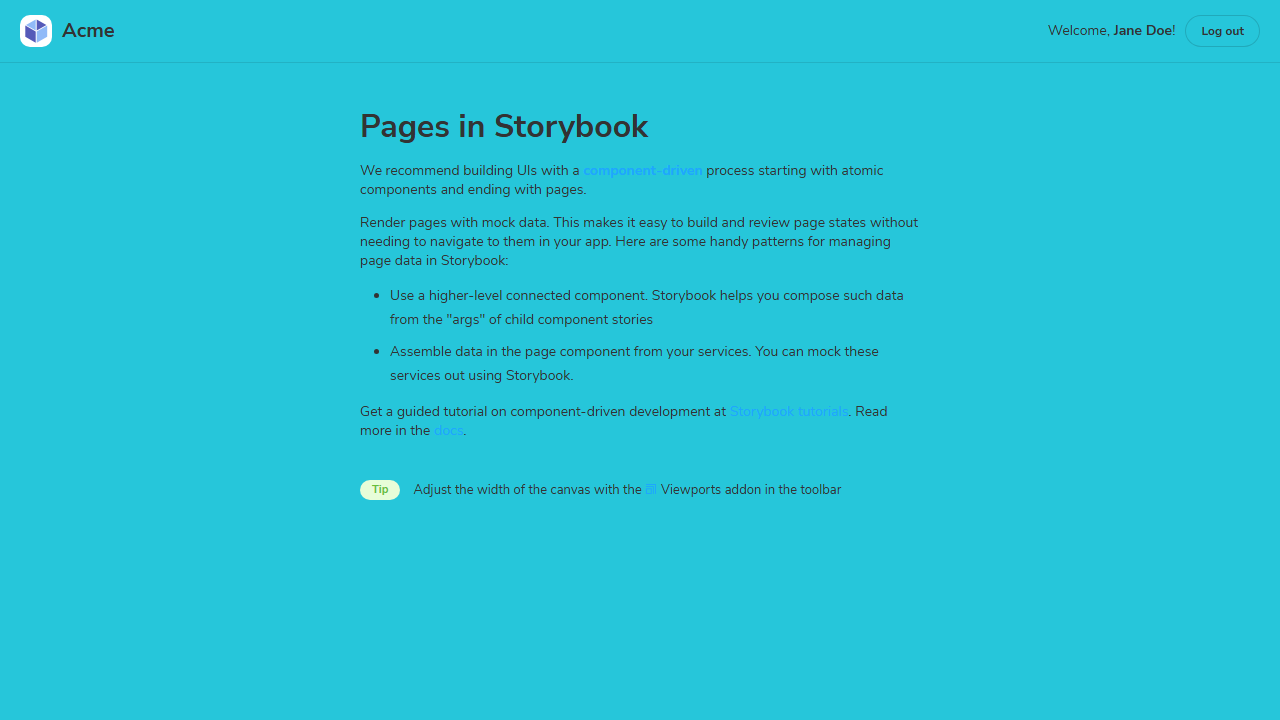 Acme
Welcome, Jane Doe!
Log out
Pages in Storybook
We recommend building UIs with a component-driven process starting with atomic
components and ending with pages.
Render pages with mock data. This makes it easy to build and review page states without
needing to navigate to them in your app. Here are some handy patterns for managing
page data in Storybook:
Use a higher-level connected component. Storybook helps you compose such data
from the "args" of child component stories
Assemble data in the page component from your services. You can mock these
services out using Storybook.
Get a guided tutorial on component-driven development at Storybook tutorials. Read
more in the docs.
Tip
Adjust the width of the canvas with the Viewports addon in the toolbar